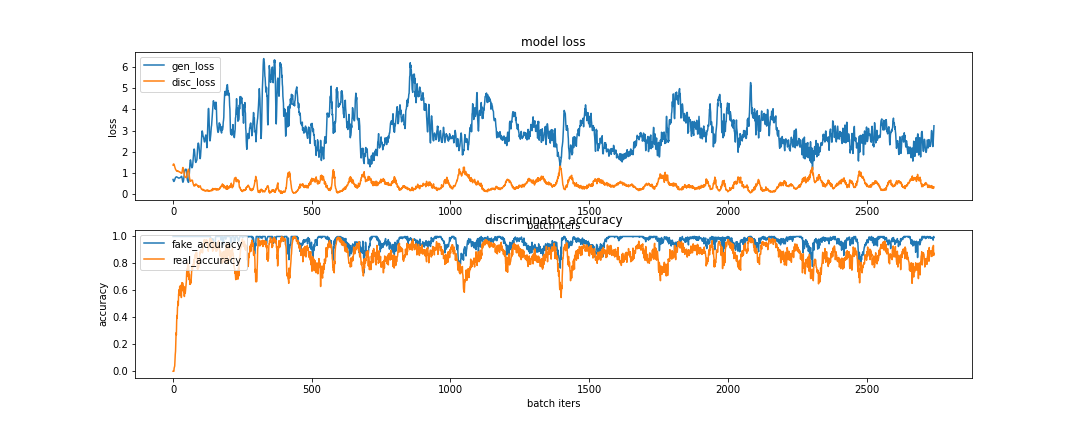 model loss
gen_loss
disc_loss
6
5
4
3
2
1
0
loss
0 500 1000 1500 2000 2500
batch iters
discriminator accuracy
fake_accuracy
real_accuracy
1.0
0.8
0.6
0.4
0.2
0.0
accuracy
0 500 1000 1500 2000 2500
batch iters